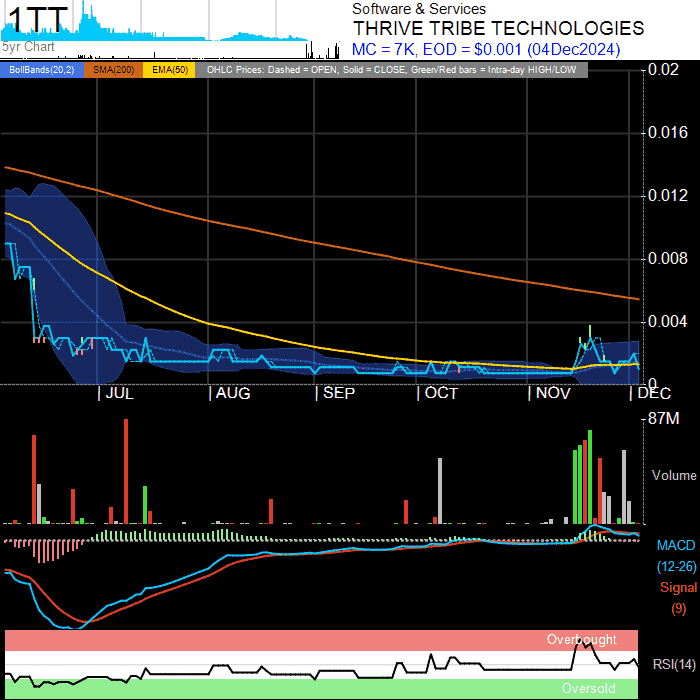 1TT
5yr Chart
Software & Services
THRIVE TRIBE TECHNOLOGIES
MC = 7K, EOD = $0.001 (04Dec2024)
BollBands(20,2) SMA(200) EMA(50) OHLC Prices: Dashed = OPEN, Solid = CLOSE, Green/Red bars = Intra-day HIGH/LOW
0.02
0.016
0.012
0.008
0.004
0
JUL AUG SEP OCT NOV DEC
87M
Volume
MACD
(12-26)
Signal
(9)
Overbought
RSI(14)
Oversold